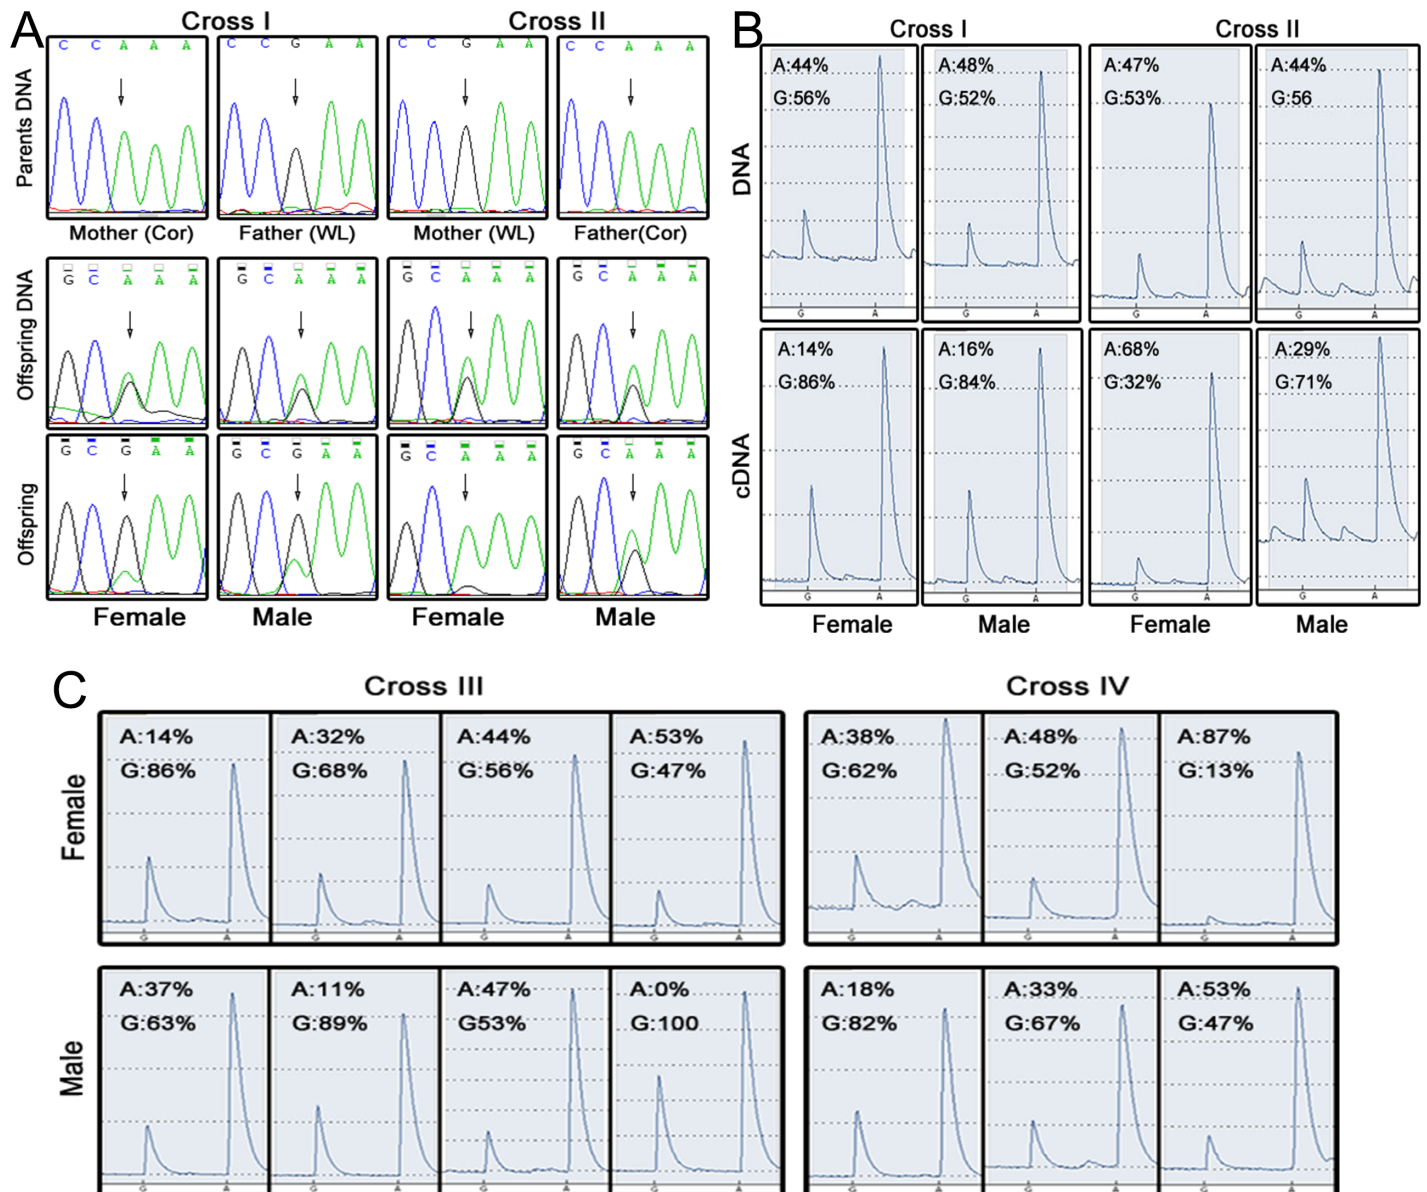 A
Cross I
Cross II
Parents DNA
C C A A A
C C G A A
C C G A A
C C A A A
Mother (Cor)
Father (WL)
Mother (WL)
Father(Cor)
Offspring DNA
G C A A A
G C A A A
G C A A A
G C A A A
Offspring
G C G A A
G C G A A
G C A A A
G C A A A
Female
Male
Female
Male
B
Cross I
Cross II
DNA
A:44%
G:56%
G A
A:48%
G:52%
G A
A:47%
G:53%
G A
A:44%
G:56
G A
cDNA
A:14%
G:86%
G A
A:16%
G:84%
G A
A:68%
G:32%
G A
A:29%
G:71%
G A
Female
Male
Female
Male
C
Cross III
Cross IV
Female
A:14%
G:86%
G A
A:32%
G:68%
G A
A:44%
G:56%
G A
A:53%
G:47%
G A
A:38%
G:62%
G A
A:48%
G:52%
G A
A:87%
G:13%
G A
Male
A:37%
G:63%
G A
A:11%
G:89%
G A
A:47%
G53%
G A
A:0%
G:100
G A
A:18%
G:82%
G A
A:33%
G:67%
G A
A:53%
G:47%
G A